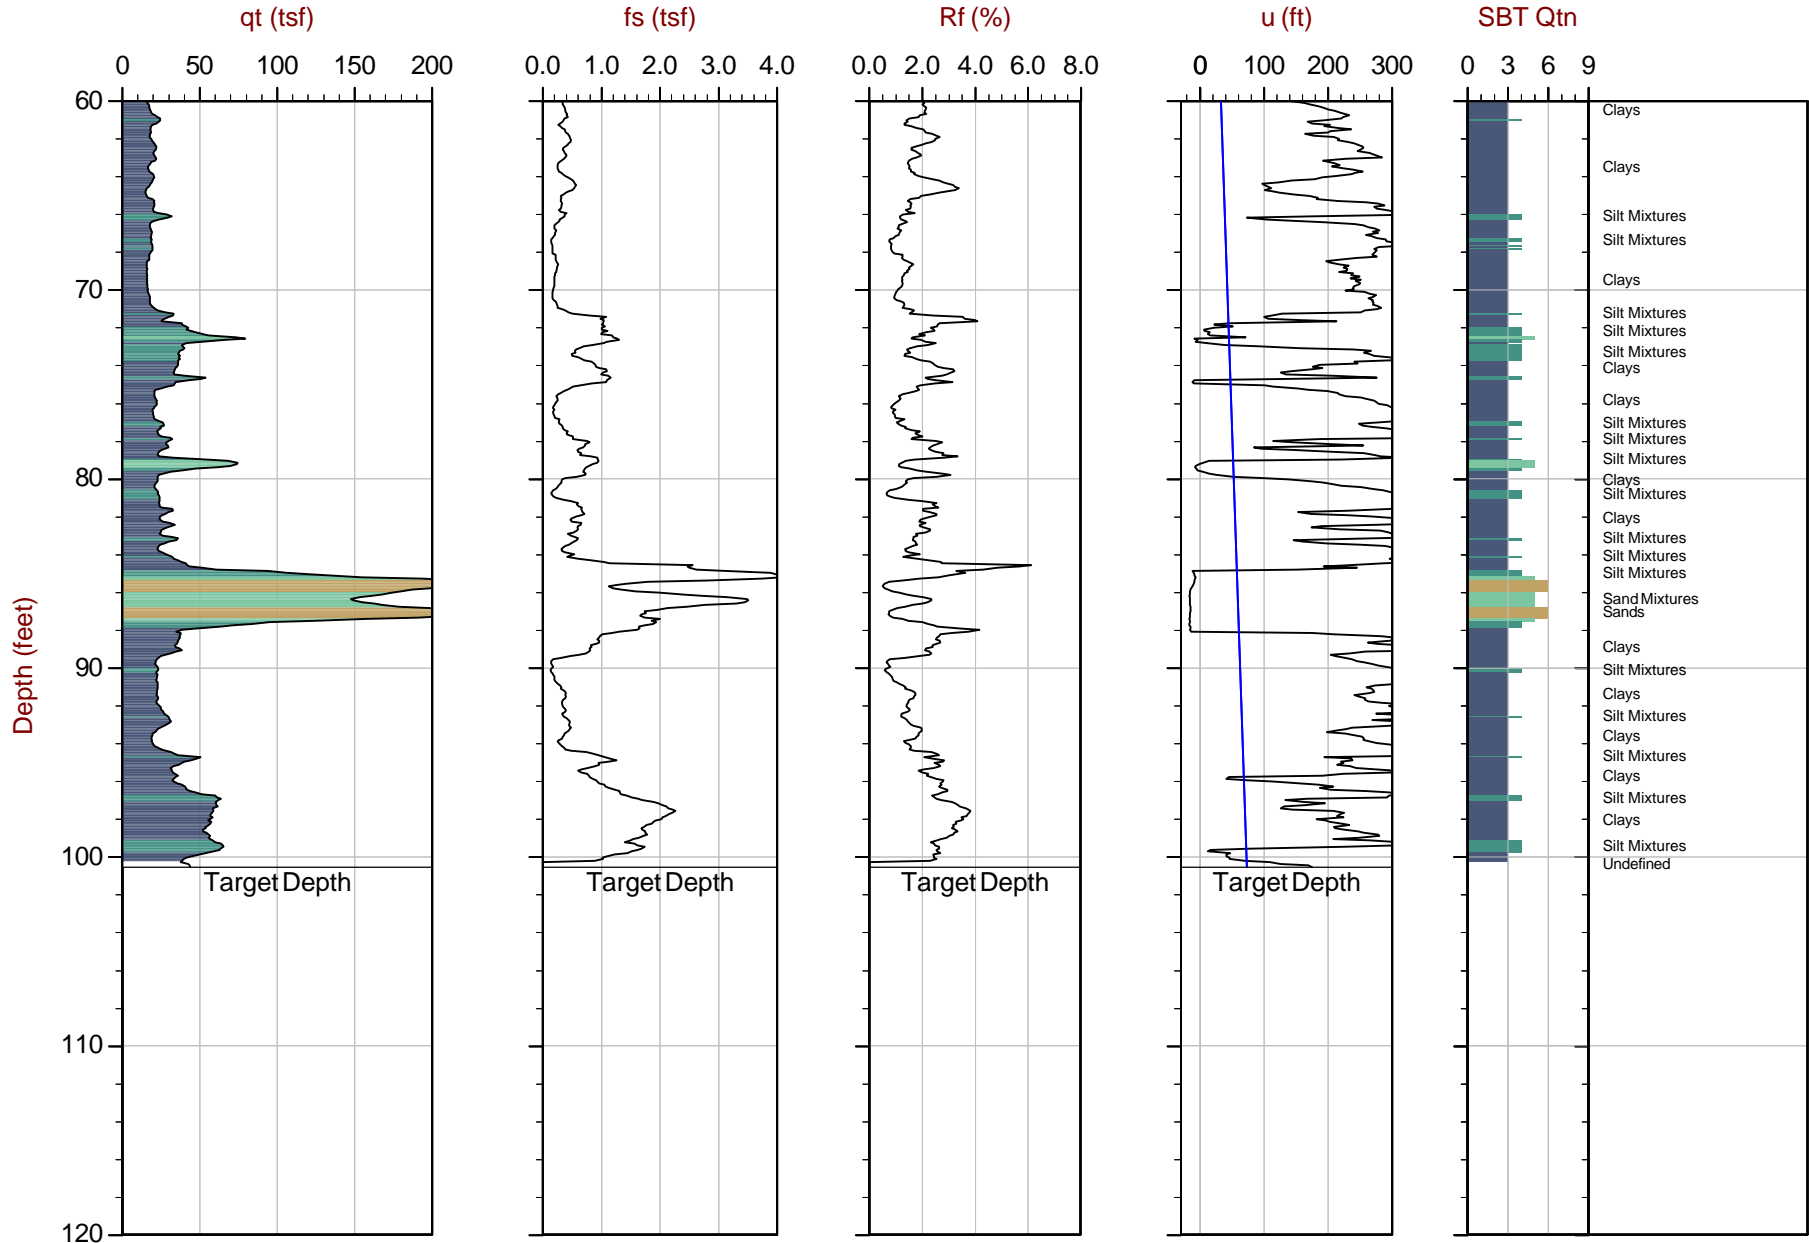 qt (tsf) fs (tsf) Rf (%) u (ft) SBT Qtn
0 50 100 150 200 0.0 1.0 2.0 3.0 4.0 0.0 2.0 4.0 6.0 8.0 0 100 200 300 0 3 6 9
60
Clays
Clays
Silt Mixtures
Silt Mixtures
Clays
70
Silt Mixtures
Silt Mixtures
Silt Mixtures
Clays
Clays
Silt Mixtures
Silt Mixtures
Silt Mixtures
80
Clays
Silt Mixtures
Clays
Silt Mixtures
Silt Mixtures
Silt Mixtures
Sand Mixtures
Sands
Clays
90
Silt Mixtures
Clays
Silt Mixtures
Clays
Silt Mixtures
Clays
Silt Mixtures
Clays
Silt Mixtures
100
Undefined
Target Depth Target Depth Target Depth Target Depth
110
120
Depth (feet)